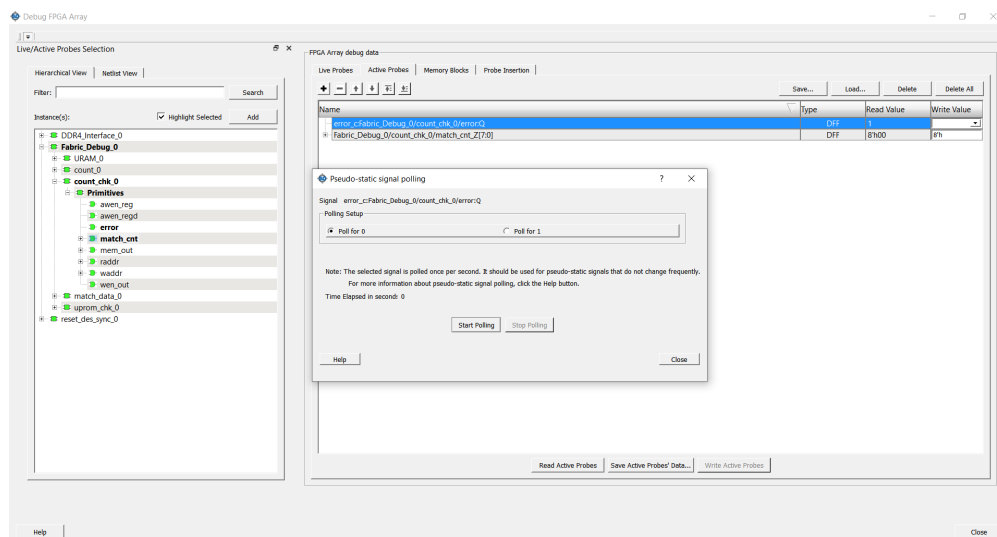 Debug FPGA Array
Live/Active Probes Selection
Hierarchical View Netlist View
Filter: Search
Instance(s): Highlight Selected Add
DDR4_Interface_0
Fabric_Debug_0
URAM_0
count_0
count_chk_0
Primitives
awen_reg
awen_regd
error
match_cnt
mem_out
raddr
waddr
wen_out
match_data_0
uprom_chk_0
reset_des_sync_0
FPGA Array debug data
Live Probes Active Probes Memory Blocks Probe Insertion
Save... Load... Delete Delete All
Name Type Read Value Write Value
error_c:Fabric_Debug_0/count_chk_0/error:Q DFF 1
Fabric_Debug_0/count_chk_0/match_cnt_Z[7:0] DFF 8'h00 8'h
Pseudo-static signal polling ?
Signal error_c:Fabric_Debug_0/count_chk_0/error:Q
Polling Setup
Poll for 0 Poll for 1
Note: The selected signal is polled once per second. It should be used for pseudo-static signals that do not change frequently.
For more information about pseudo-static signal polling, click the Help button.
Time Elapsed in second: 0
Start Polling Stop Polling
Help Close
Read Active Probes Save Active Probes' Data... Write Active Probes
Help Close